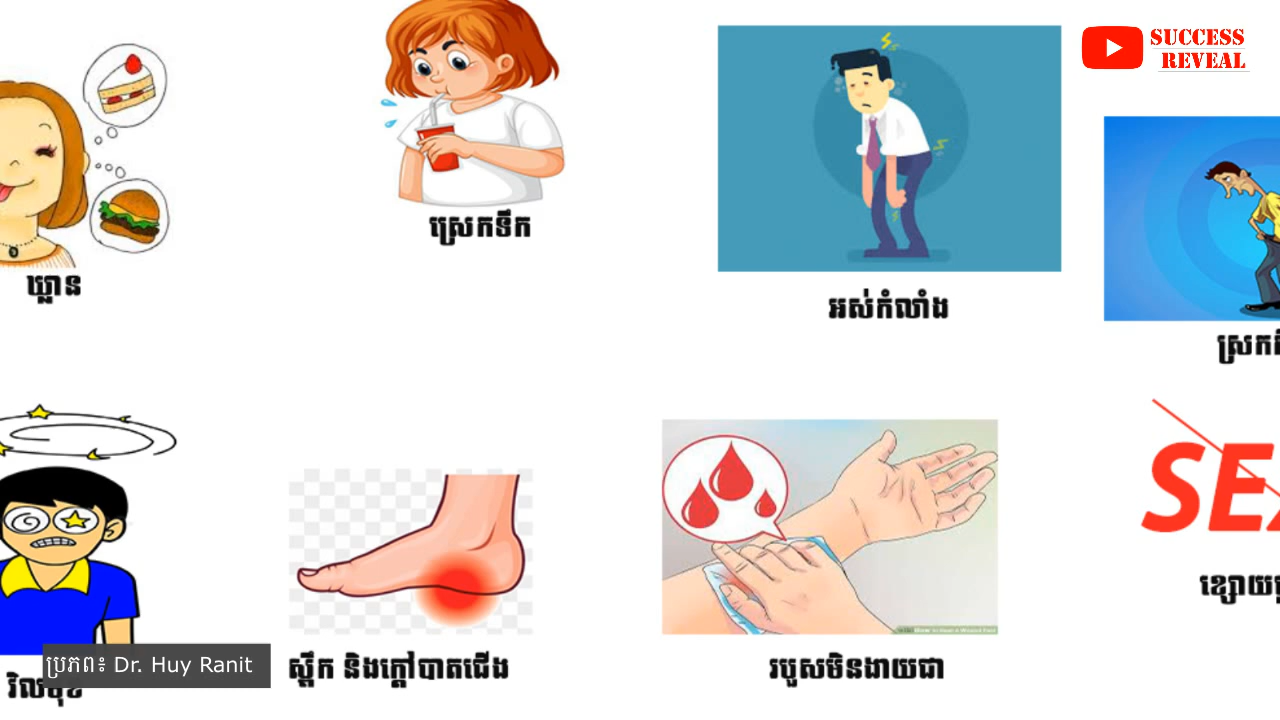 SUCCESS
REVEAL
ស្រេកទឹក
ឃ្លាន
អស់កំលាំង
SE
ប្រភព៖ Dr. Huy Ranit
ស្ពឹក និងក្តៅបាតជើង
របួសមិនងាយជា